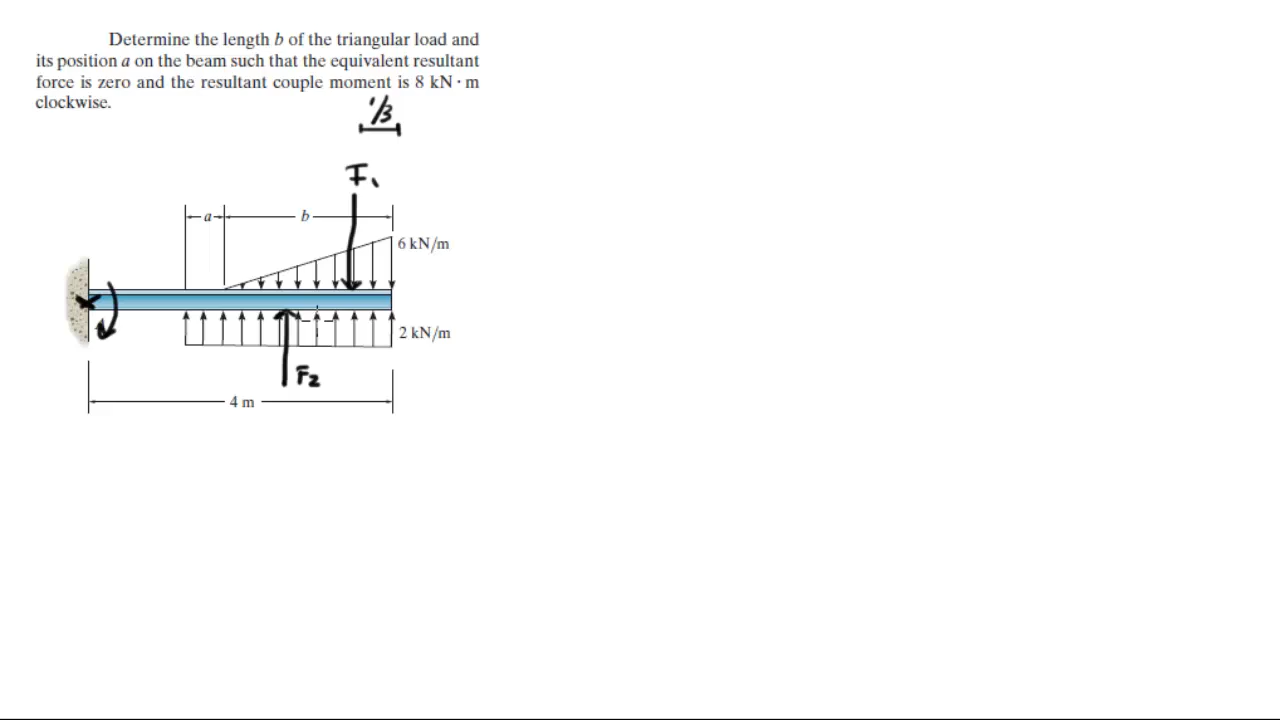 Determine the length b of the triangular load and
its position a on the beam such that the equivalent resultant
force is zero and the resultant couple moment is 8 kN · m
clockwise.
1/3
F₁
a
b
6 kN/m
2 kN/m
F2
4 m